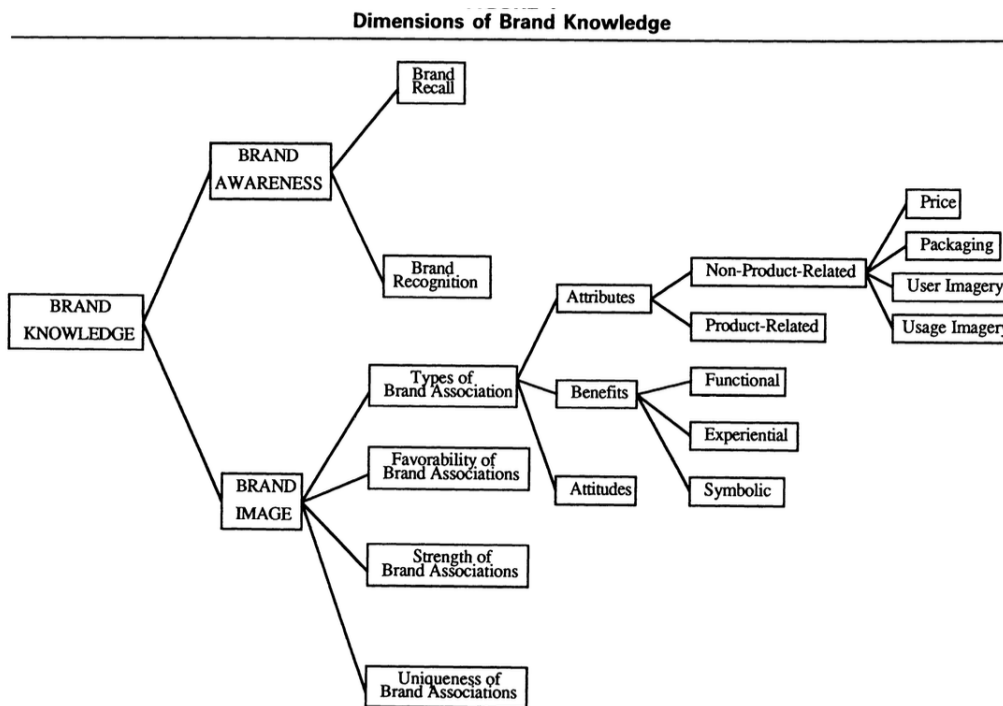 Dimensions of Brand Knowledge
Brand
Recall
BRAND
AWARENESS
Brand
Recognition
BRAND
KNOWLEDGE
Types of
Brand Association
Favorability of
Brand Associations
BRAND
IMAGE
Strength of
Brand Associations
Uniqueness of
Brand Associations
Attributes
Benefits
Attitudes
Non-Product-Related
Product-Related
Functional
Experiential
Symbolic
Price
Packaging
User Imagery
Usage Imagery